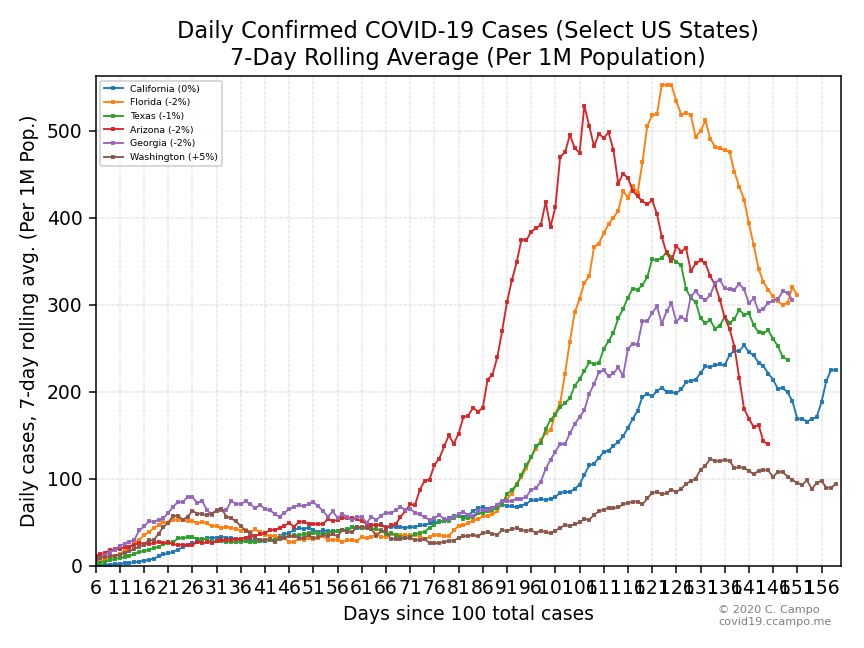 Daily Confirmed COVID-19 Cases (Select US States)
7-Day Rolling Average (Per 1M Population)
California (0%)
Florida (-2%)
Texas (-1%)
Arizona (-2%)
Georgia (-2%)
Washington (+5%)
Daily cases, 7-day rolling avg. (Per 1M Pop.)
500
400
300
200
100
0
6 11 16 21 26 31 36 41 46 51 56 61 66 71 76 81 86 91 96 101 106 111 116 121 126 131 136 141 146 151 156
Days since 100 total cases
© 2020 C. Campo
covid19.ccampo.me